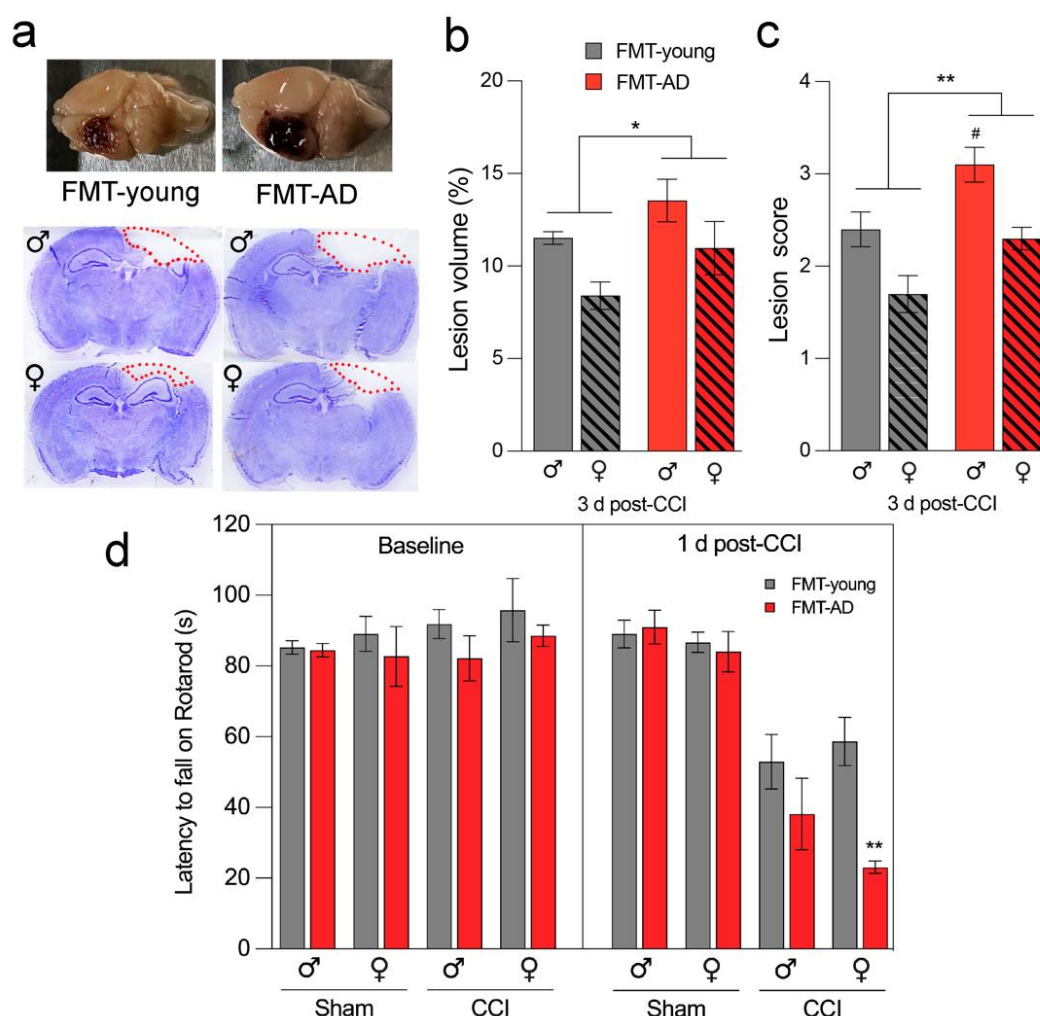 a
FMT-young FMT-AD
♂ ♂
♀ ♀
b
FMT-young
FMT-AD
Lesion volume (%)
20
15
10
5
0
*
♂ ♀ ♂ ♀
3 d post-CCI
c
Lesion score
4
3
2
1
0
**
#
♂ ♀ ♂ ♀
3 d post-CCI
d
Latency to fall on Rotarod (s)
120
100
80
60
40
20
0
Baseline
1 d post-CCI
FMT-young
FMT-AD
**
♂ ♀ ♂ ♀ ♂ ♀ ♂ ♀
Sham CCI Sham CCI